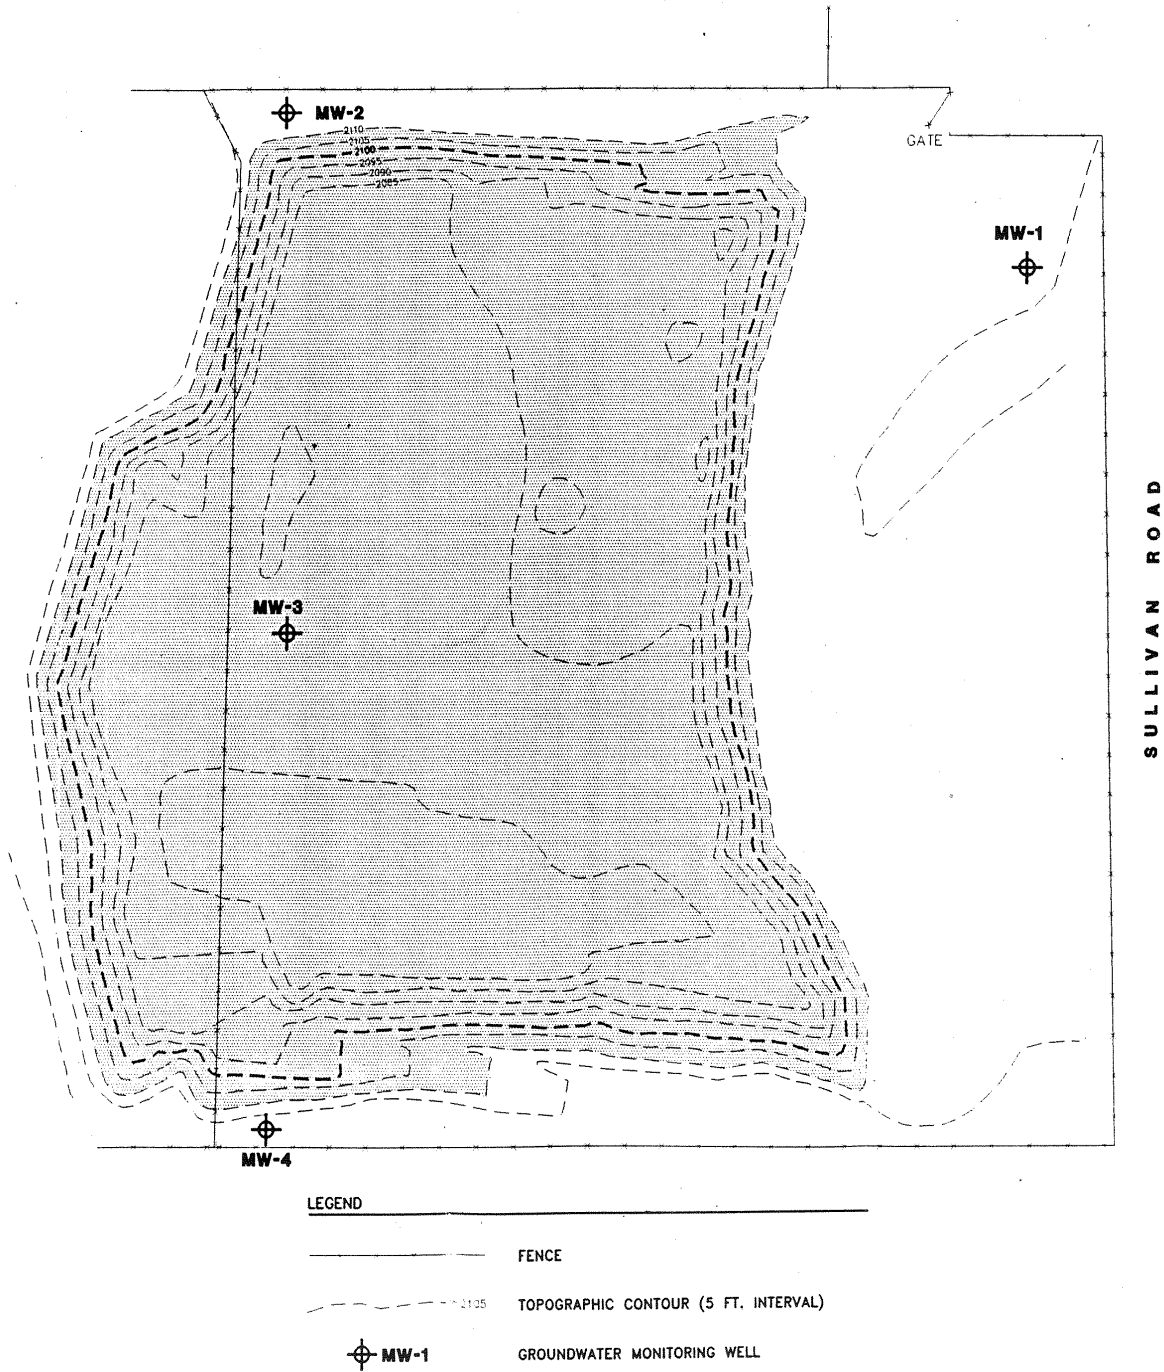 MW-2
2110
2105
2100
2095
2090
2085
GATE
MW-1
SULLIVAN ROAD
MW-3
MW-4
LEGEND
FENCE
2105 TOPOGRAPHIC CONTOUR (5 FT. INTERVAL)
MW-1 GROUNDWATER MONITORING WELL